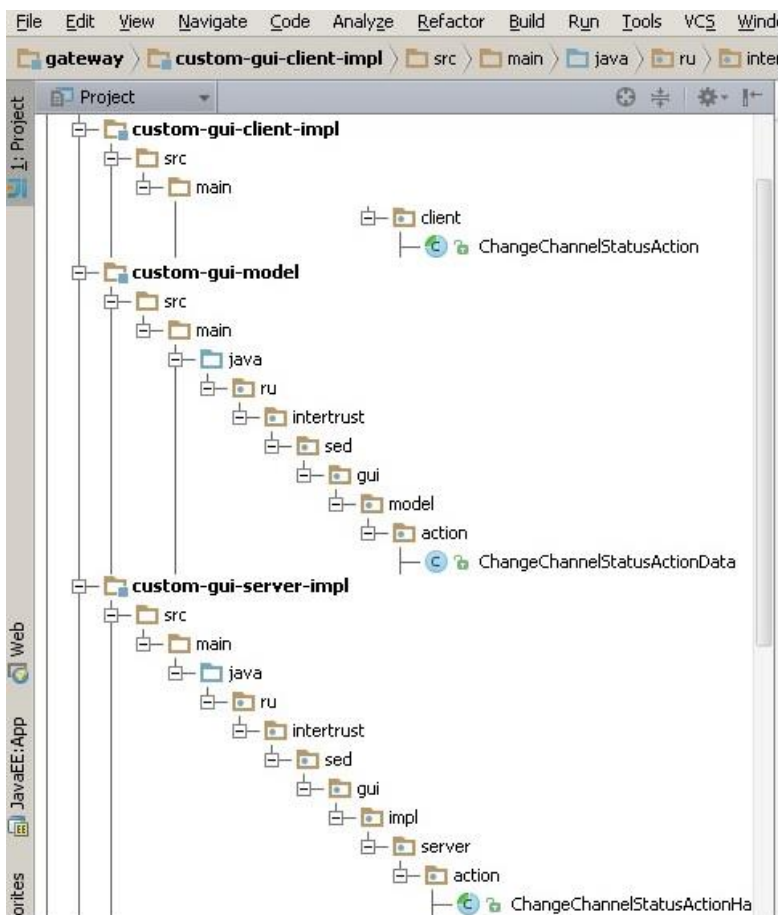 File Edit View Navigate Code Analyze Refactor Build Run Tools VCS
gateway custom-gui-client-impl src main java ru
1: Project
Project
custom-gui-client-impl
src
main
client
ChangeChannelStatusAction
custom-gui-model
src
main
java
ru
intertrust
sed
gui
model
action
ChangeChannelStatusActionData
custom-gui-server-impl
src
main
java
ru
intertrust
sed
gui
impl
server
action
ChangeChannelStatusActionHa
Web
JavaEE:App